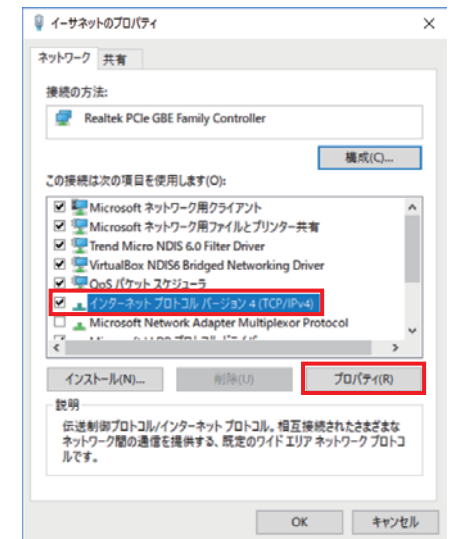 イーサネットのプロパティ
ネットワーク 共有
接続の方法:
Realtek PCIe GBE Family Controller
構成(C)...
この接続は次の項目を使用します(O):
Microsoft ネットワーク用クライアント
Microsoft ネットワーク用ファイルとプリンター共有
Trend Micro NDIS 6.0 Filter Driver
VirtualBox NDIS6 Bridged Networking Driver
QoS パケット スケジューラ
インターネット プロトコル バージョン 4 (TCP/IPv4)
Microsoft Network Adapter Multiplexor Protocol
インストール(N)... 削除(U) プロパティ(R)
説明
伝送制御プロトコル/インターネット プロトコル。相互接続されたさまざまな
ネットワーク間の通信を提供する、既定のワイド エリア ネットワーク プロトコ
ルです。
OK キャンセル